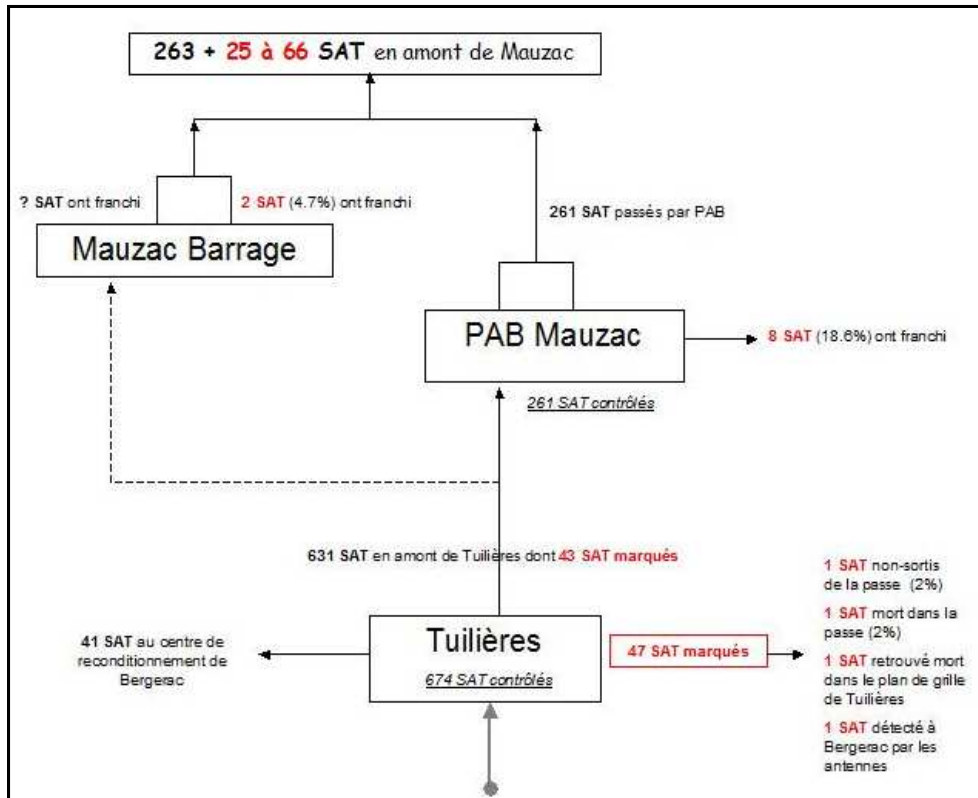 263 + 25 à 66 SAT en amont de Mauzac
? SAT ont franchi
2 SAT (4.7%) ont franchi
261 SAT passés par PAB
Mauzac Barrage
PAB Mauzac
8 SAT (18.6%) ont franchi
261 SAT contrôlés
631 SAT en amont de Tuilières dont 43 SAT marqués
41 SAT au centre de
reconditionnement de
Bergerac
Tuilières
674 SAT contrôlés
47 SAT marqués
1 SAT non-sortis
de la passe (2%)
1 SAT mort dans la
passe (2%)
1 SAT retrouvé mort
dans le plan de grille
de Tuilières
1 SAT détecté à
Bergerac par les
antennes